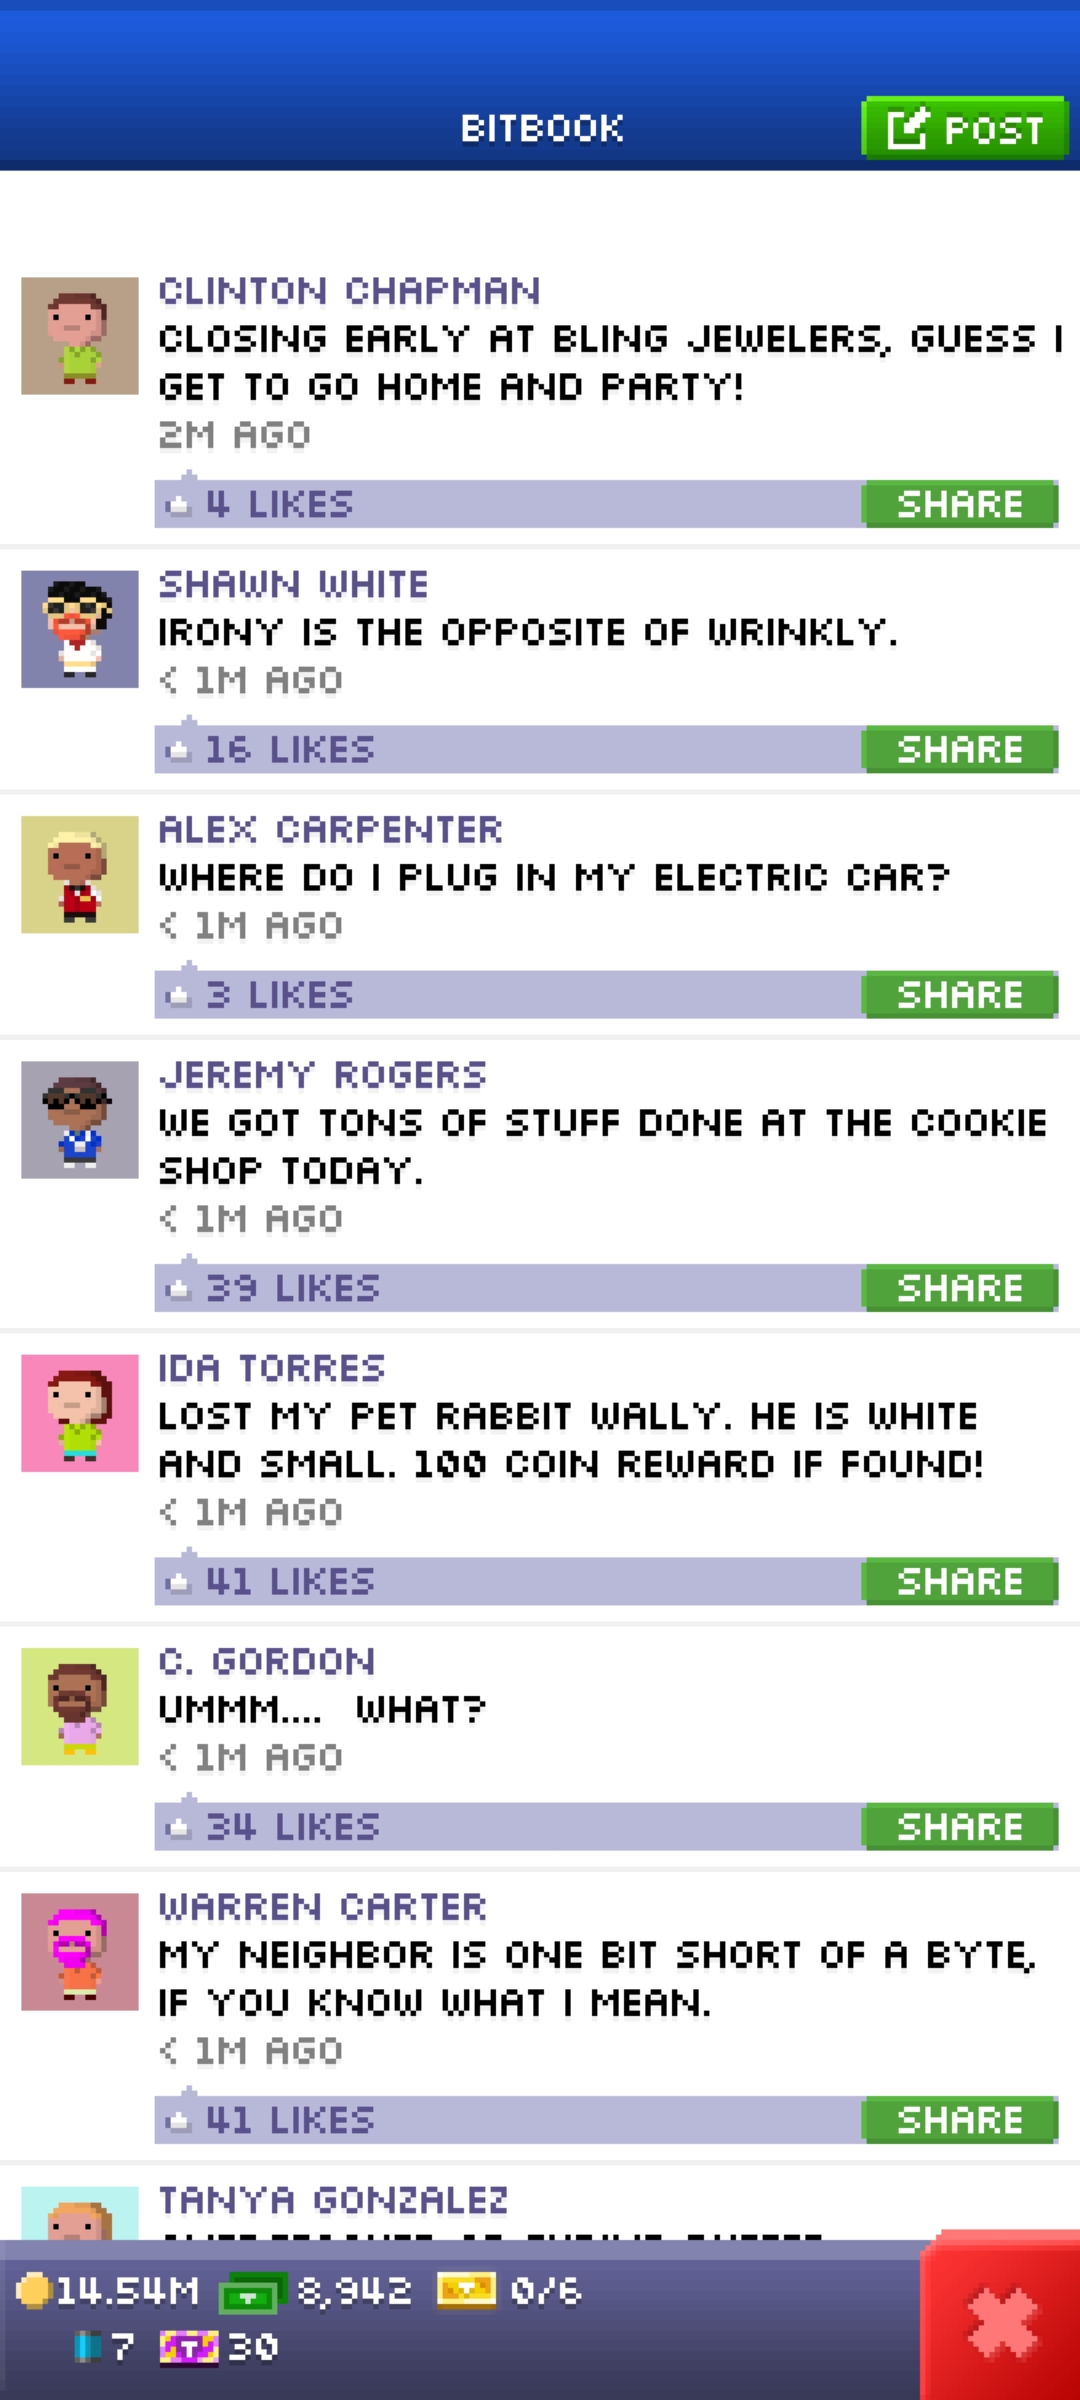 BITBOOK
POST
CLINTON CHAPMAN
CLOSING EARLY AT BLING JEWELERS, GUESS I
GET TO GO HOME AND PARTY!
2M AGO
4 LIKES
SHARE
SHAWN WHITE
IRONY IS THE OPPOSITE OF WRINKLY.
< 1M AGO
16 LIKES
SHARE
ALEX CARPENTER
WHERE DO I PLUG IN MY ELECTRIC CAR?
< 1M AGO
3 LIKES
SHARE
JEREMY ROGERS
WE GOT TONS OF STUFF DONE AT THE COOKIE
SHOP TODAY.
< 1M AGO
39 LIKES
SHARE
IDA TORRES
LOST MY PET RABBIT WALLY. HE IS WHITE
AND SMALL. 100 COIN REWARD IF FOUND!
< 1M AGO
41 LIKES
SHARE
C. GORDON
UMMM.... WHAT?
< 1M AGO
34 LIKES
SHARE
WARREN CARTER
MY NEIGHBOR IS ONE BIT SHORT OF A BYTE,
IF YOU KNOW WHAT I MEAN.
< 1M AGO
41 LIKES
SHARE
TANYA GONZALEZ
14.54M 8,942 0/6
7 T 30